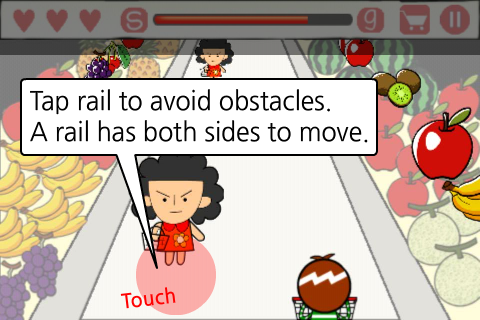 S
g
Tap rail to avoid obstacles.
A rail has both sides to move.
Touch